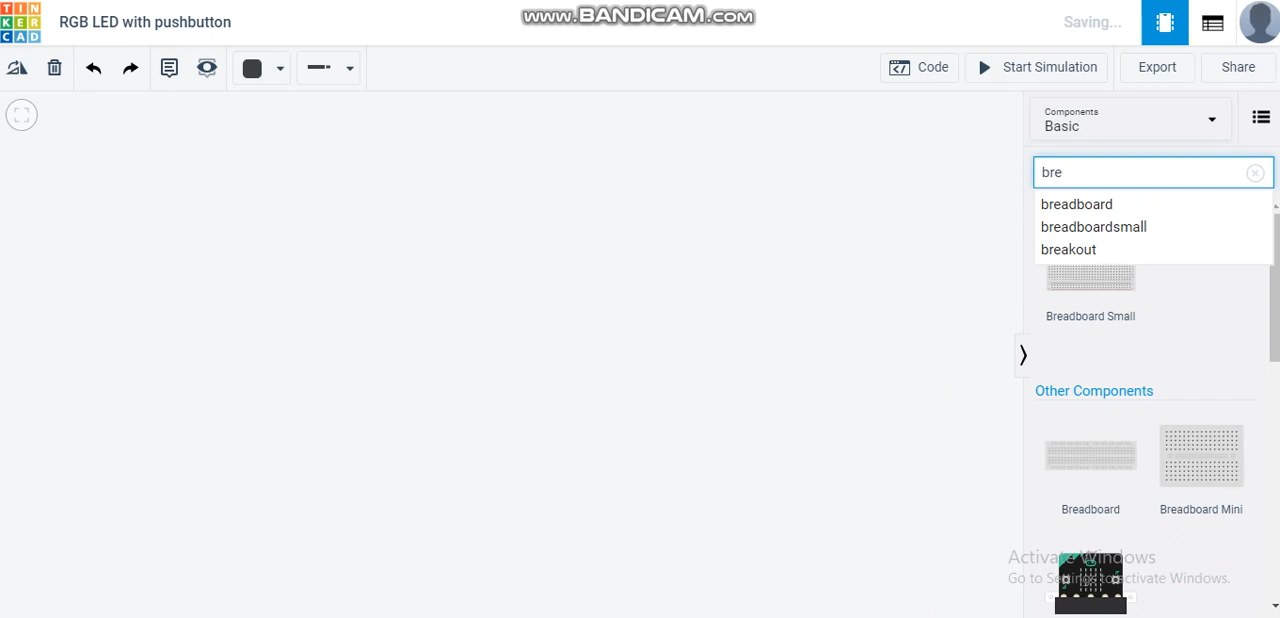 TIN
KER
CAD
RGB LED with pushbutton
www.BANDICAM.com
Saving...
Code
Start Simulation
Export
Share
Components
Basic
bre
breadboard
breadboardsmall
breakout
Breadboard Small
Other Components
Breadboard
Breadboard Mini
Activate Windows
Go to Settings to activate Windows.